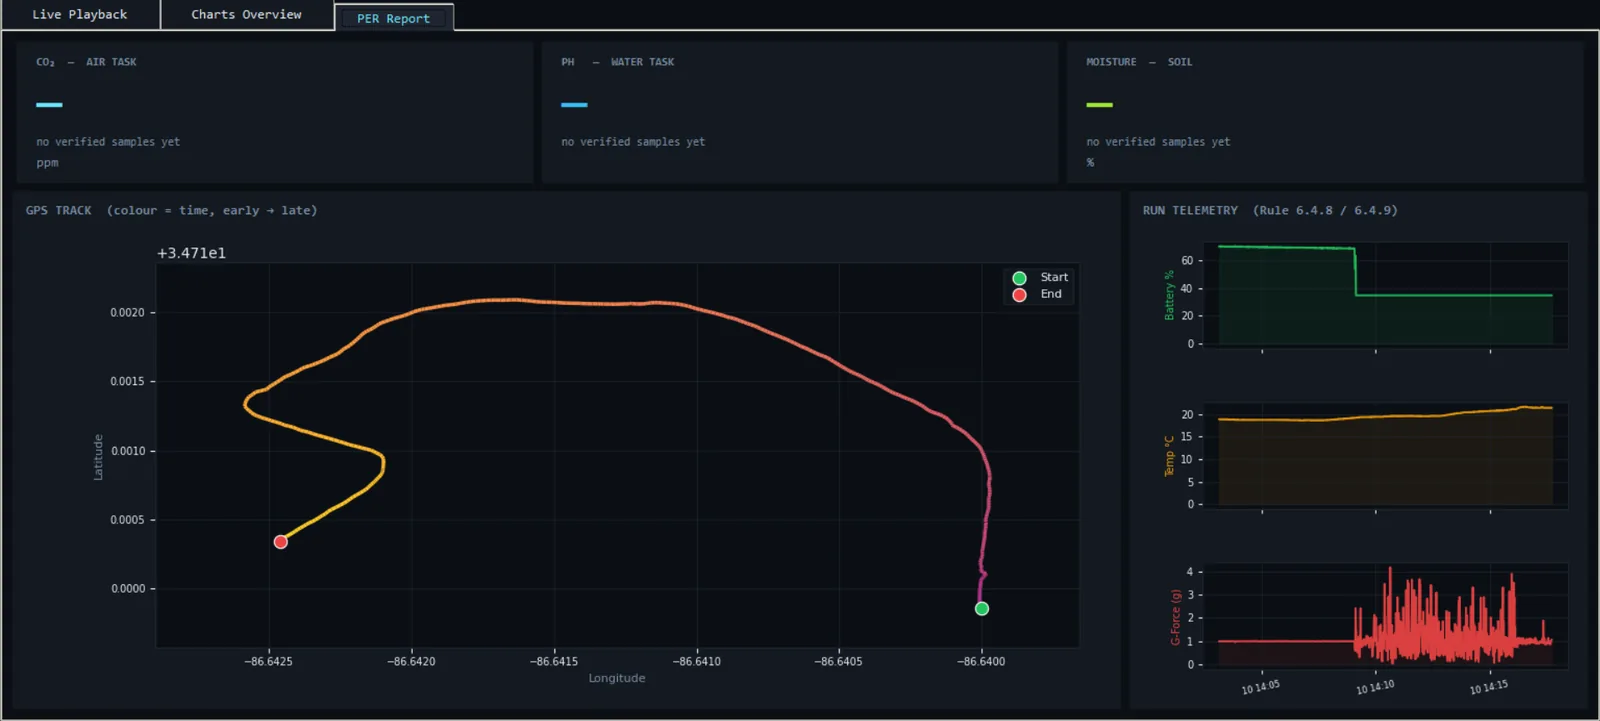 Live Playback
Charts Overview
PER Report
CO₂ — AIR TASK
no verified samples yet
ppm
PH — WATER TASK
no verified samples yet
MOISTURE — SOIL
no verified samples yet
%
GPS TRACK (colour = time, early → late)
+3.471e1
Start
End
0.0020
0.0015
0.0010
0.0005
0.0000
Latitude
−86.6425
−86.6420
−86.6415
−86.6410
−86.6405
−86.6400
Longitude
RUN TELEMETRY (Rule 6.4.8 / 6.4.9)
Battery %
60
40
20
0
Temp °C
20
15
10
5
0
G-Force (g)
4
3
2
1
0
10 14:05
10 14:10
10 14:15